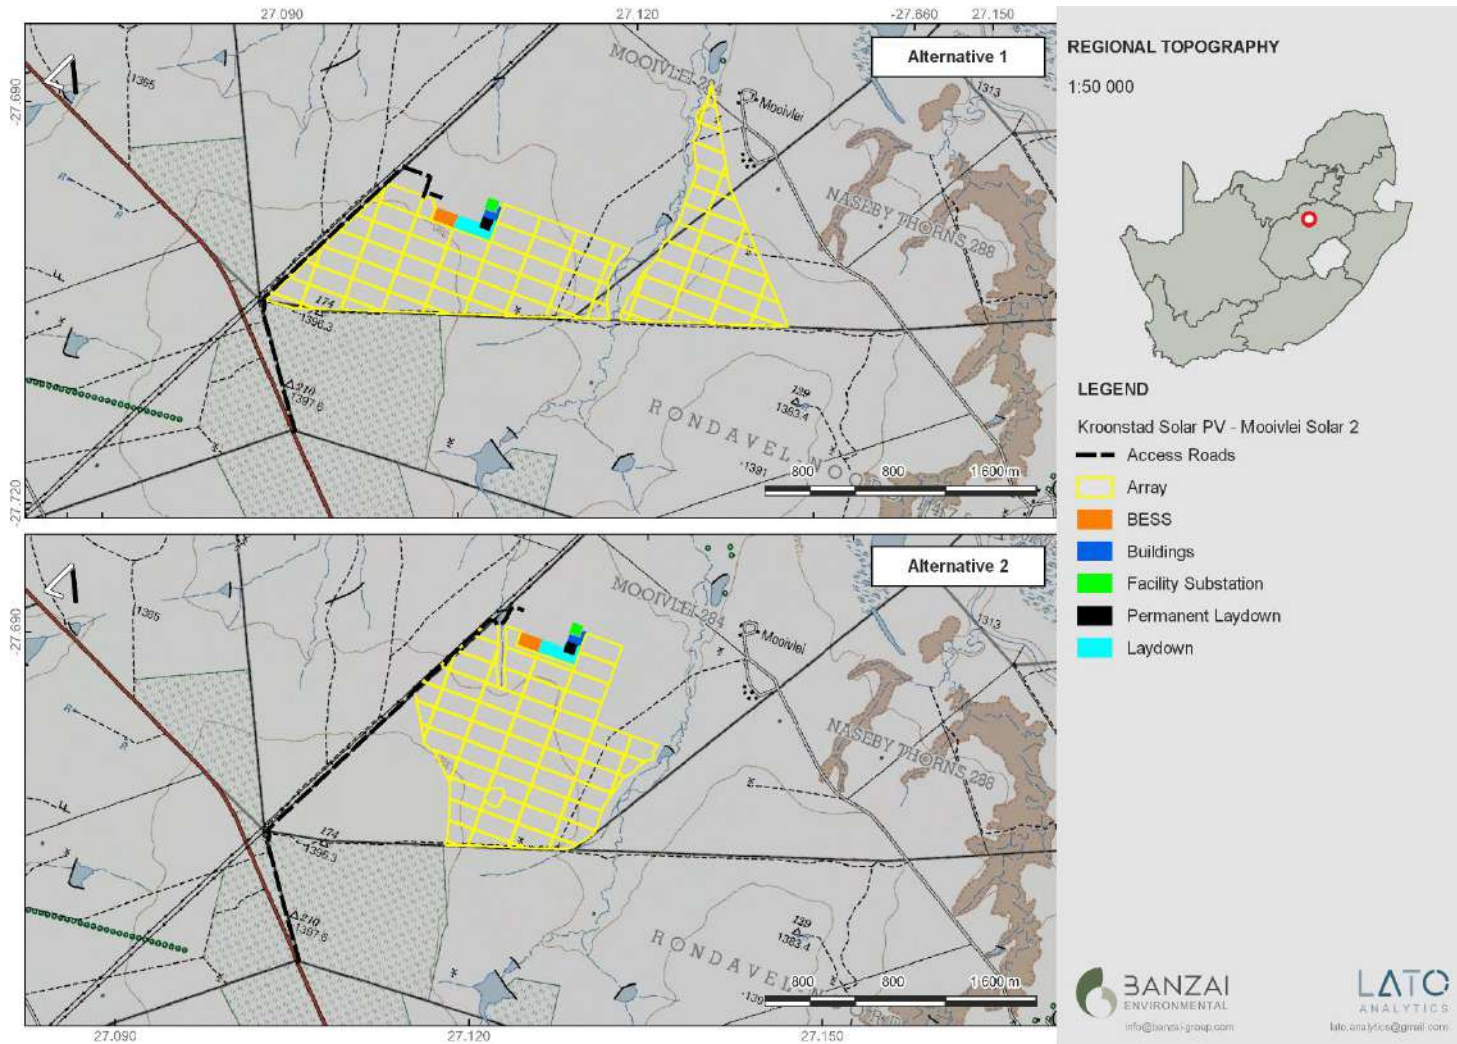 27.090
27.120
-27.660
27.150
Alternative 1
-27.690
1365
MOOIVLEI 284
Mooivlei
1313
R
R
NASEBY THORNS 288
174
1396.3
210
1397.6
139
1383.4
RONDAVEL NOORD
-1391
800
800
1 600 m
-27.720
Alternative 2
-27.690
1365
MOOIVLEI 284
Mooivlei
1313
R
R
NASEBY THORNS 288
174
1396.3
210
1397.6
139
1383.4
RONDAVEL
800
800
1 600 m
27.090
27.120
27.150
REGIONAL TOPOGRAPHY
1:50 000
LEGEND
Kroonstad Solar PV - Mooivlei Solar 2
Access Roads
Array
BESS
Buildings
Facility Substation
Permanent Laydown
Laydown
BANZAI
ENVIRONMENTAL
info@banzai-group.com
LATO
ANALYTICS
lato.analytics@gmail.com